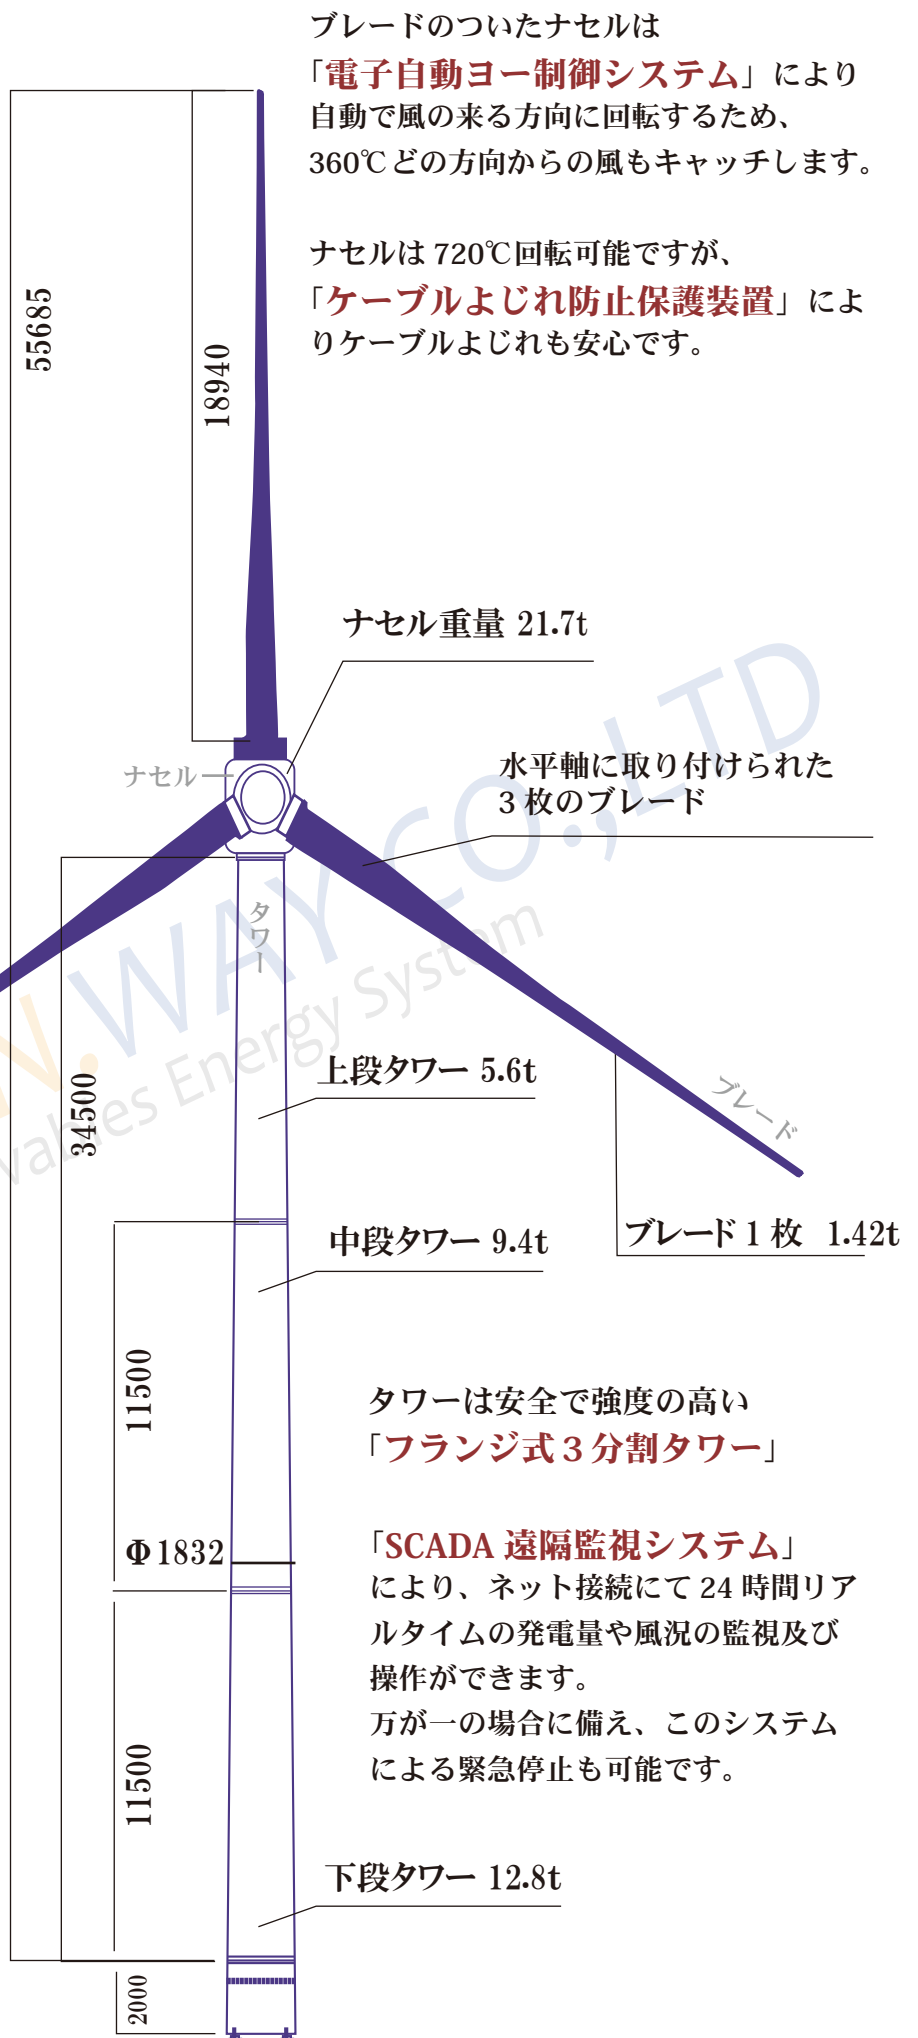 ブレードのついたナセルは
「電子自動ヨー制御システム」により
自動で風の来る方向に回転するため、
360℃どの方向からの風もキャッチします。
ナセルは 720℃回転可能ですが、
「ケーブルよじれ防止保護装置」によ
りケーブルよじれも安心です。
55685
18940
ナセル重量 21.7t
ナセル
水平軸に取り付けられた
3 枚のブレード
タワー
N.WAY CO.,LTD
vables Energy System
上段タワー 5.6t
34500
ブレード
中段タワー 9.4t
ブレード 1 枚 1.42t
11500
タワーは安全で強度の高い
「フランジ式 3 分割タワー」
Φ1832
「SCADA 遠隔監視システム」
により、ネット接続にて 24 時間リア
ルタイムの発電量や風況の監視及び
操作ができます。
万が一の場合に備え、このシステム
による緊急停止も可能です。
11500
下段タワー 12.8t
2000